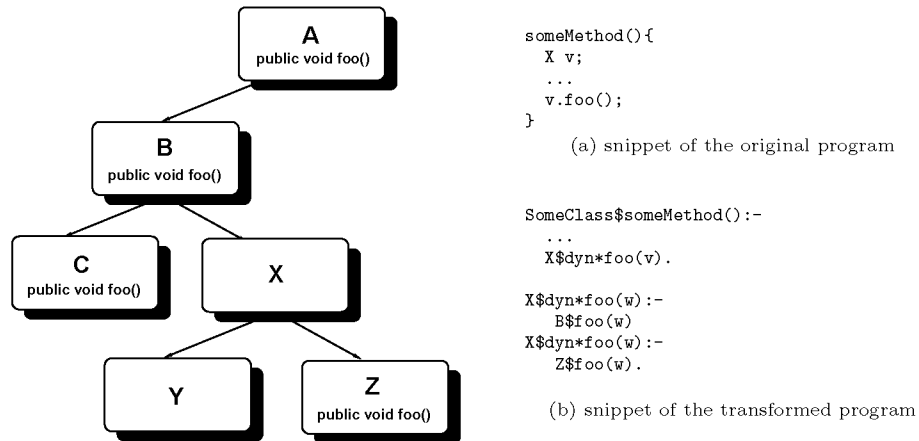 A
public void foo()
B
public void foo()
C
public void foo()
X
Y
Z
public void foo()
someMethod(){
  X v;
  ...
  v.foo();
}
(a) snippet of the original program
SomeClass$someMethod():-
  ...
  X$dyn*foo(v).
X$dyn*foo(w):-
   B$foo(w)
X$dyn*foo(w):-
   Z$foo(w).
(b) snippet of the transformed program